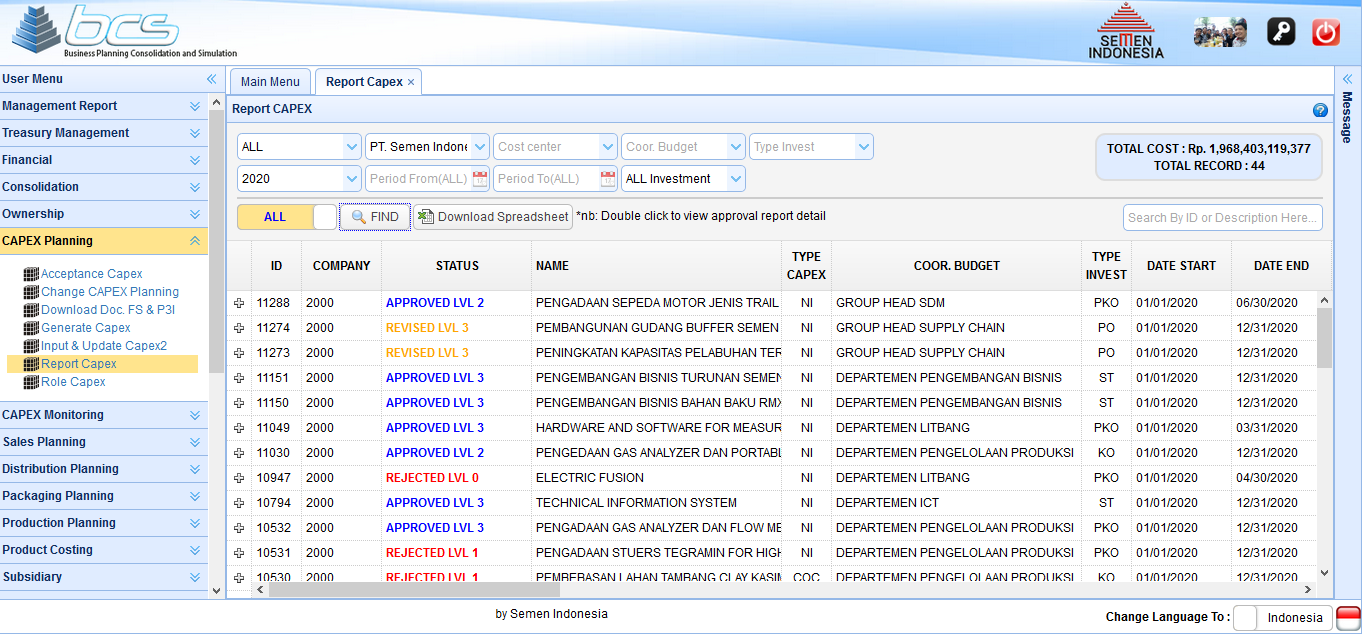 bcs
Business Planning Consolidation and Simulation
SEMEN
INDONESIA
User Menu
Management Report
Treasury Management
Financial
Consolidation
Ownership
CAPEX Planning
Acceptance Capex
Change CAPEX Planning
Download Doc. FS & P3I
Generate Capex
Input & Update Capex2
Report Capex
Role Capex
CAPEX Monitoring
Sales Planning
Distribution Planning
Packaging Planning
Production Planning
Product Costing
Subsidiary
Main Menu Report Capex ×
Report CAPEX
ALL PT. Semen Indone Cost center Coor. Budget Type Invest
2020 Period From(ALL) Period To(ALL) ALL Investment
TOTAL COST : Rp. 1,968,403,119,377
TOTAL RECORD : 44
ALL FIND Download Spreadsheet *nb: Double click to view approval report detail Search By ID or Description Here...
ID COMPANY STATUS NAME TYPE CAPEX COOR. BUDGET TYPE INVEST DATE START DATE END
11288 2000 APPROVED LVL 2 PENGADAAN SEPEDA MOTOR JENIS TRAIL NI GROUP HEAD SDM PKO 01/01/2020 06/30/2020
11274 2000 REVISED LVL 3 PEMBANGUNAN GUDANG BUFFER SEMEN NI GROUP HEAD SUPPLY CHAIN PO 01/01/2020 12/31/2020
11273 2000 REVISED LVL 3 PENINGKATAN KAPASITAS PELABUHAN TER NI GROUP HEAD SUPPLY CHAIN PO 01/01/2020 12/31/2020
11151 2000 APPROVED LVL 3 PENGEMBANGAN BISNIS TURUNAN SEMEN NI DEPARTEMEN PENGEMBANGAN BISNIS ST 01/01/2020 12/31/2020
11150 2000 APPROVED LVL 3 PENGEMBANGAN BISNIS BAHAN BAKU RMX NI DEPARTEMEN PENGEMBANGAN BISNIS ST 01/01/2020 12/31/2020
11049 2000 APPROVED LVL 3 HARDWARE AND SOFTWARE FOR MEASUR NI DEPARTEMEN LITBANG PKO 01/01/2020 03/31/2020
11030 2000 APPROVED LVL 2 PENGEDAAN GAS ANALYZER DAN PORTABL NI DEPARTEMEN PENGELOLAAN PRODUKSI KO 01/01/2020 12/31/2020
10947 2000 REJECTED LVL 0 ELECTRIC FUSION NI DEPARTEMEN LITBANG PKO 01/01/2020 04/30/2020
10794 2000 APPROVED LVL 3 TECHNICAL INFORMATION SYSTEM NI DEPARTEMEN ICT ST 01/01/2020 12/31/2020
10532 2000 APPROVED LVL 3 PENGADAAN GAS ANALYZER DAN FLOW ME NI DEPARTEMEN PENGELOLAAN PRODUKSI PKO 01/01/2020 12/31/2020
10531 2000 REJECTED LVL 1 PENGADAAN STUERS TEGRAMIN FOR HIGH NI DEPARTEMEN PENGELOLAAN PRODUKSI PKO 01/01/2020 12/31/2020
10530 2000 REJECTED LVL 1 PEMBEBASAN LAHAN TAMBANG CLAY KASIM COC DEPARTEMEN PENGELOLAAN PRODUKSI KO 01/01/2020 12/31/2020
Message
by Semen Indonesia
Change Language To : Indonesia